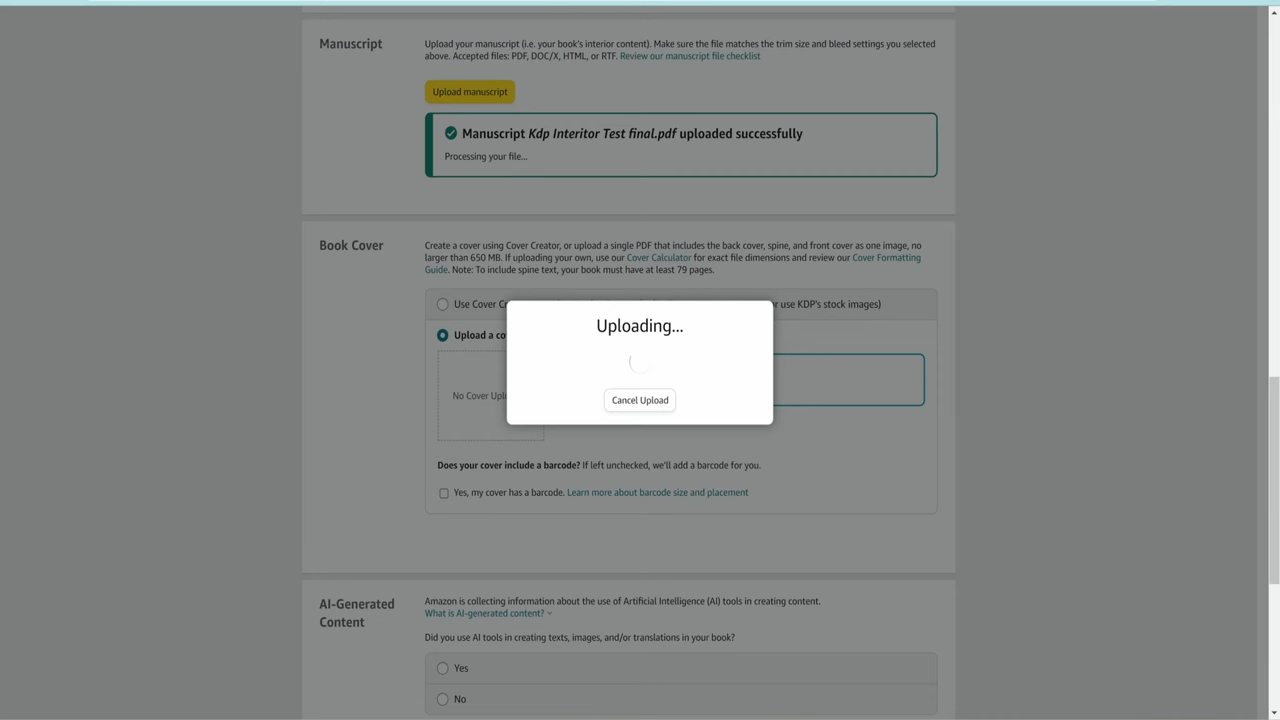 Manuscript
Upload your manuscript (i.e. your book's interior content). Make sure the file matches the trim size and bleed settings you selected
above. Accepted files: PDF, DOC/X, HTML, or RTF. Review our manuscript file checklist
Upload manuscript
Manuscript Kdp Interitor Test final.pdf uploaded successfully
Processing your file...
Book Cover
Create a cover using Cover Creator, or upload a single PDF that includes the back cover, spine, and front cover as one image, no
larger than 650 MB. If uploading your own, use our Cover Calculator for exact file dimensions and review our Cover Formatting
Guide. Note: To include spine text, your book must have at least 79 pages.
Use Cover use KDP's stock images)
Uploading...
Upload a
No Cover
Cancel Upload
Does your cover include a barcode? If left unchecked, we'll add a barcode for you.
Yes, my cover has a barcode. Learn more about barcode size and placement
AI-Generated
Content
Amazon is collecting information about the use of Artificial Intelligence (AI) tools in creating content.
What is AI-generated content?
Did you use AI tools in creating texts, images, and/or translations in your book?
Yes
No